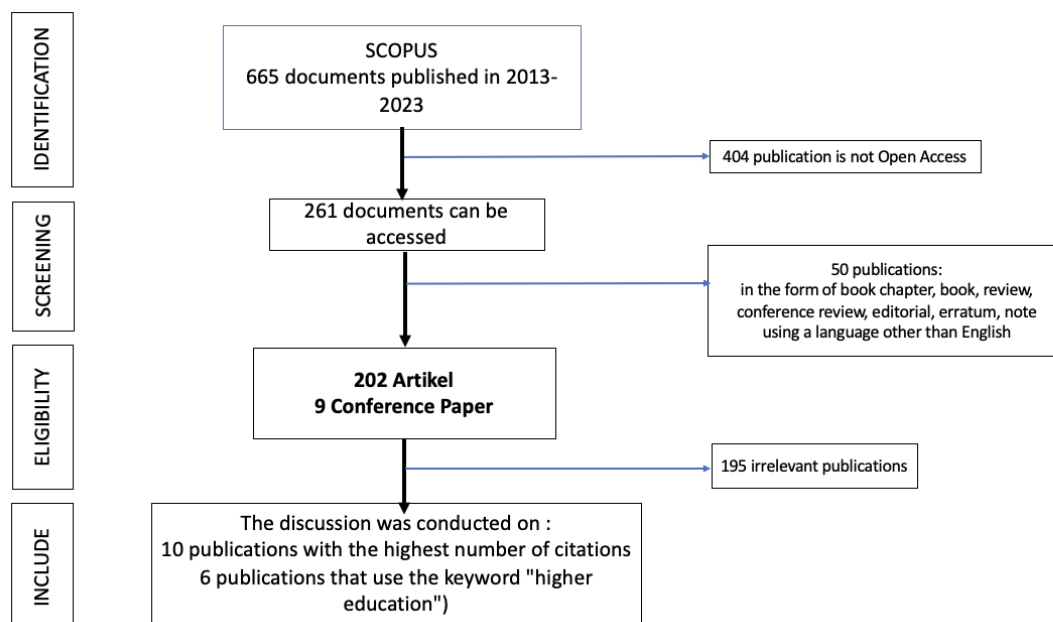 IDENTIFICATION
SCOPUS
665 documents published in 2013-
2023
404 publication is not Open Access
SCREENING
261 documents can be
accessed
50 publications:
in the form of book chapter, book, review,
conference review, editorial, erratum, note
using a language other than English
ELIGIBILITY
202 Artikel
9 Conference Paper
195 irrelevant publications
INCLUDE
The discussion was conducted on :
10 publications with the highest number of citations
6 publications that use the keyword "higher
education")